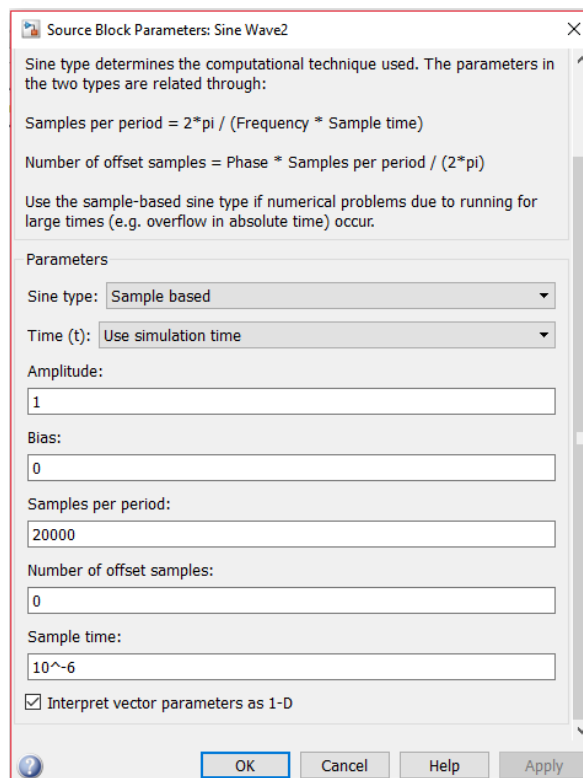 Source Block Parameters: Sine Wave2
Sine type determines the computational technique used. The parameters in
the two types are related through:
Samples per period = 2*pi / (Frequency * Sample time)
Number of offset samples = Phase * Samples per period / (2*pi)
Use the sample-based sine type if numerical problems due to running for
large times (e.g. overflow in absolute time) occur.
Parameters
Sine type: Sample based
Time (t): Use simulation time
Amplitude:
1
Bias:
0
Samples per period:
20000
Number of offset samples:
0
Sample time:
10^-6
Interpret vector parameters as 1-D
OK Cancel Help Apply